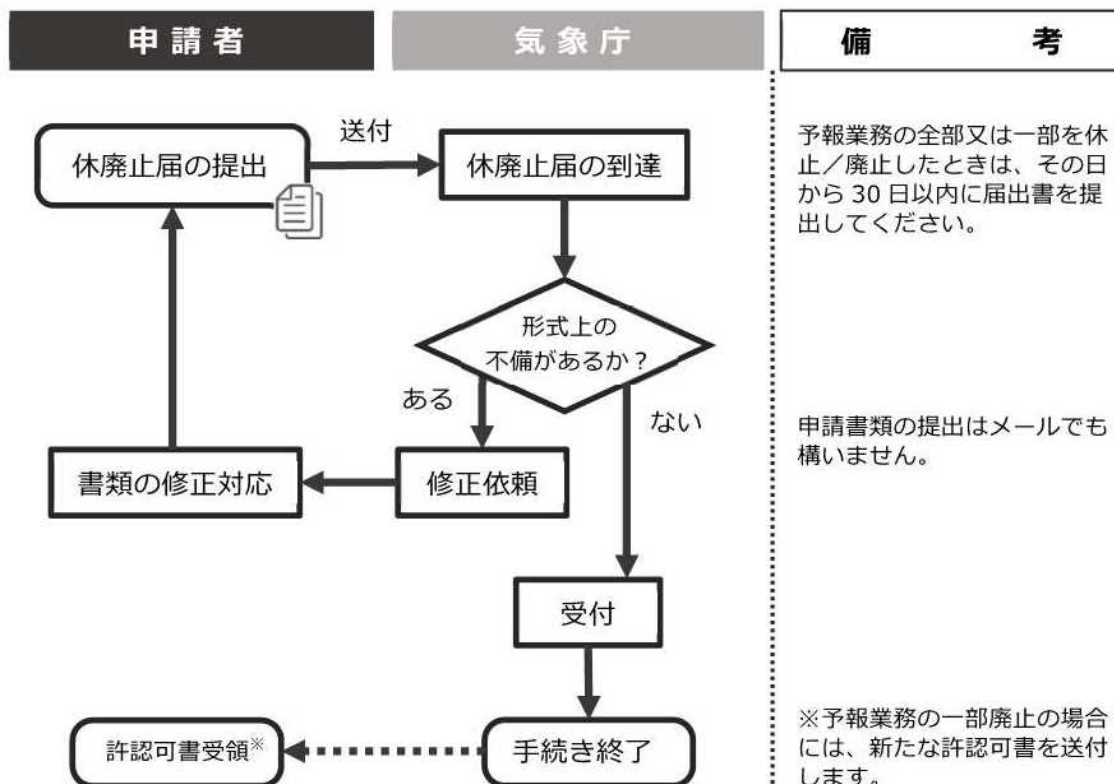 申請者
気象庁
備考
送付
休廃止届の提出
休廃止届の到達
予報業務の全部又は一部を休
止／廃止したときは、その日
から 30 日以内に届出書を提
出してください。
形式上の
不備があるか？
ある
ない
申請書類の提出はメールでも
構いません。
書類の修正対応
修正依頼
受付
許認可書受領※
手続き終了
※予報業務の一部廃止の場合
には、新たな許認可書を送付
します。